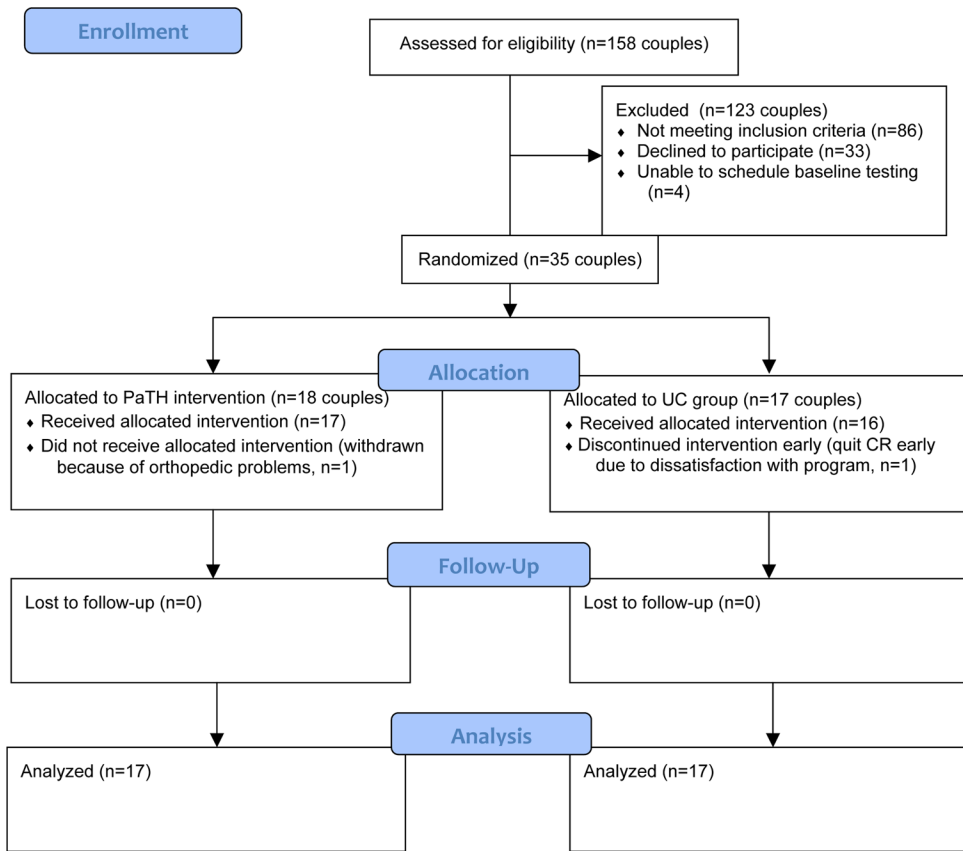 Enrollment
Assessed for eligibility (n=158 couples)
Excluded  (n=123 couples)
♦ Not meeting inclusion criteria (n=86)
♦ Declined to participate (n=33)
♦ Unable to schedule baseline testing
(n=4)
Randomized (n=35 couples)
Allocation
Allocated to PaTH intervention (n=18 couples)
♦ Received allocated intervention (n=17)
♦ Did not receive allocated intervention (withdrawn
because of orthopedic problems, n=1)
Allocated to UC group (n=17 couples)
♦ Received allocated intervention (n=16)
♦ Discontinued intervention early (quit CR early
due to dissatisfaction with program, n=1)
Follow-Up
Lost to follow-up (n=0)
Lost to follow-up (n=0)
Analysis
Analyzed (n=17)
Analyzed (n=17)